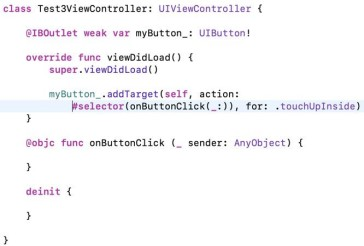 class Test3ViewController: UIViewController {
@IBOutlet weak var myButton_: UIButton!
override func viewDidLoad() {
super.viewDidLoad()
myButton_.addTarget(self, action:
#selector(onButtonClick(_:)), for: .touchUpInside)
}
@objc func onButtonClick (_ sender: AnyObject) {
}
deinit {
}
}